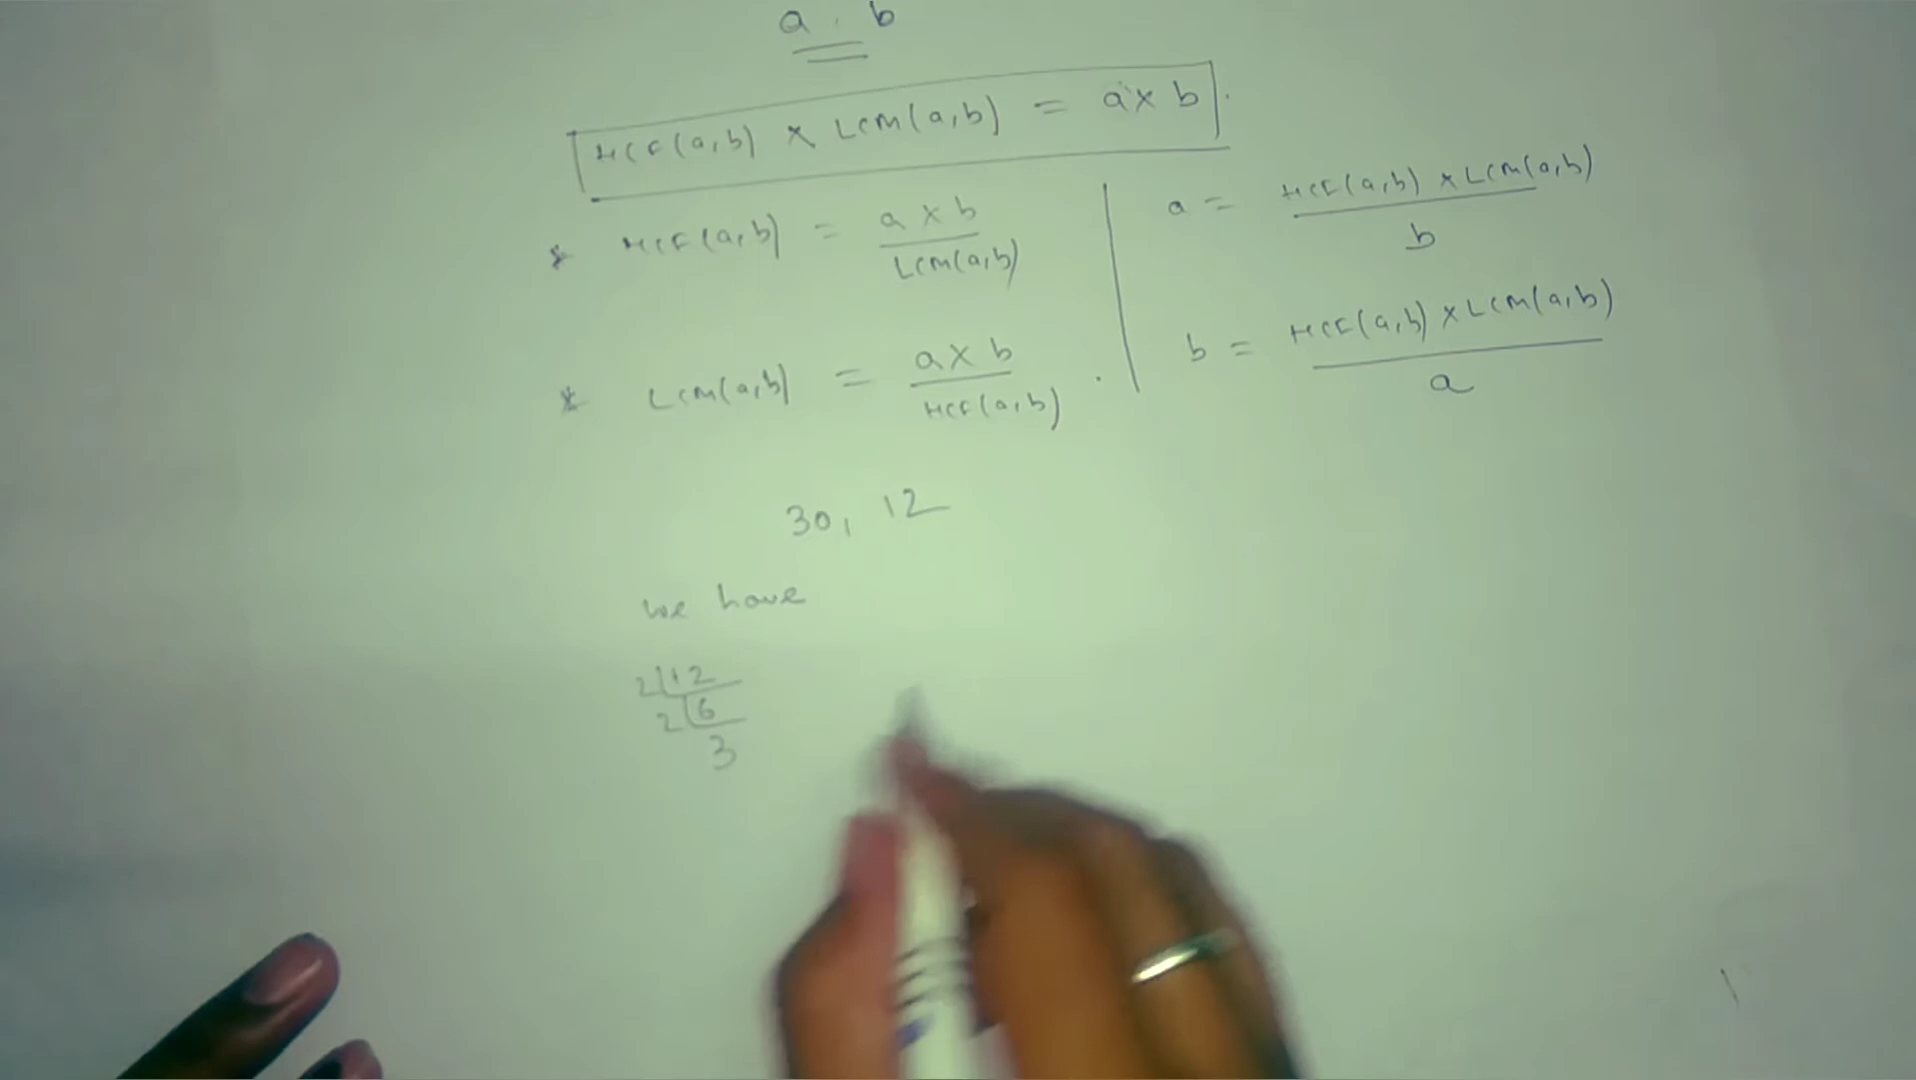 a . b
HCF(a,b) × LCM(a,b) = a × b .
* HCF(a,b) = a × b / LCM(a,b)
* LCM(a,b) = a × b / HCF(a,b) .
a = HCF(a,b) × LCM(a,b) / b
b = HCF(a,b) × LCM(a,b) / a
30, 12
we have
2 | 12
2 | 6
3